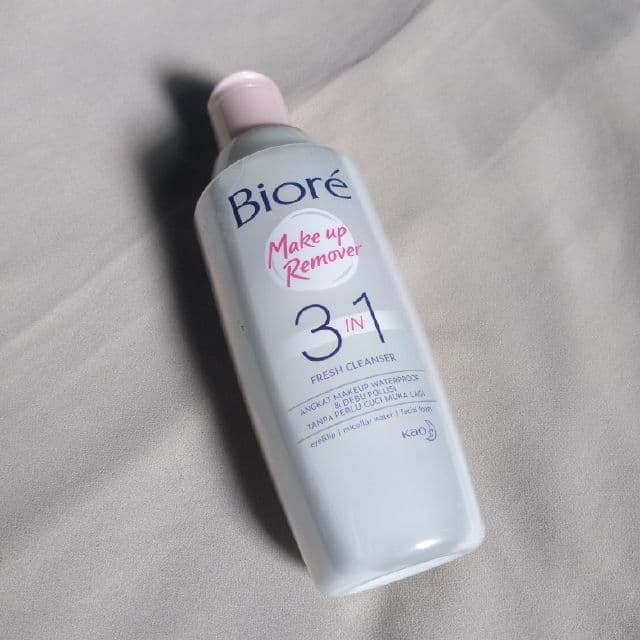 Bioré
Make up
Remover
3 IN 1
FRESH CLEANSER
ANGKAT MAKEUP WATERPROOF
& DEBU POLUSI
TANPA PERLU CUCI MUKA LAGI
eye&lip | micellar water | facial foam
Kao